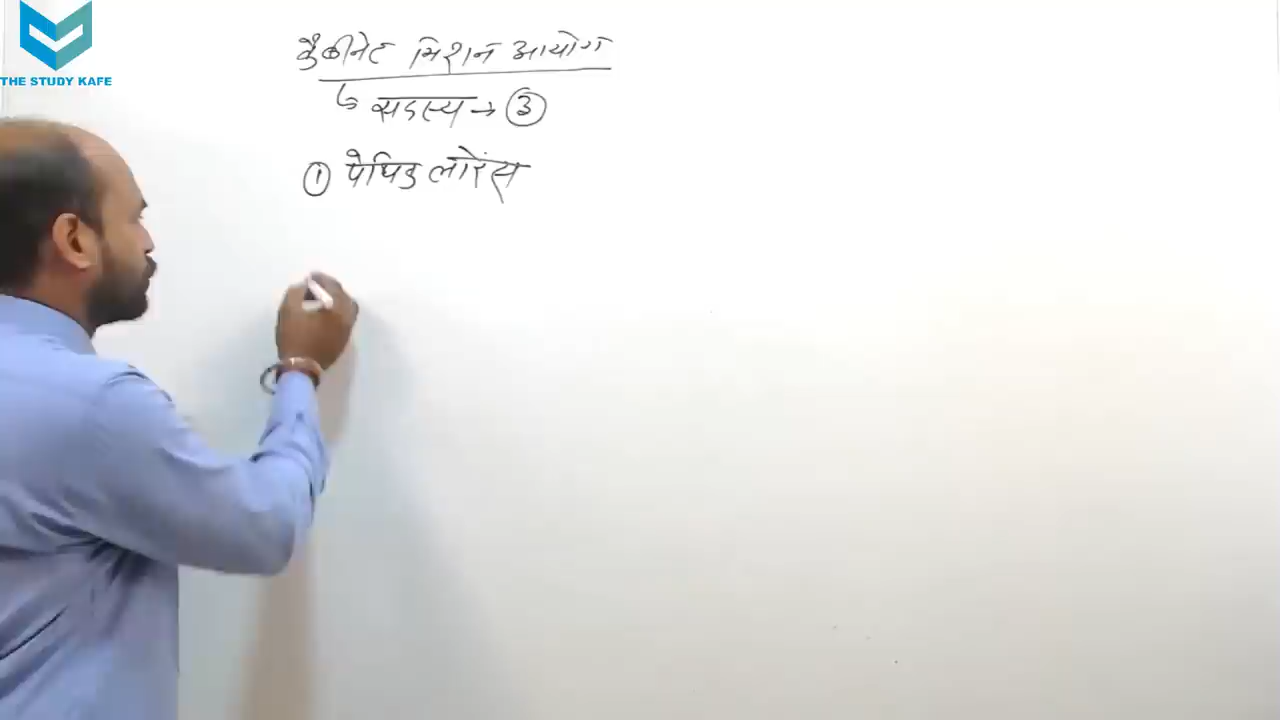 THE STUDY KAFE
कैबीनेट मिशन आयोग
↳ सदस्य → ③
① पेथिड लारेंस